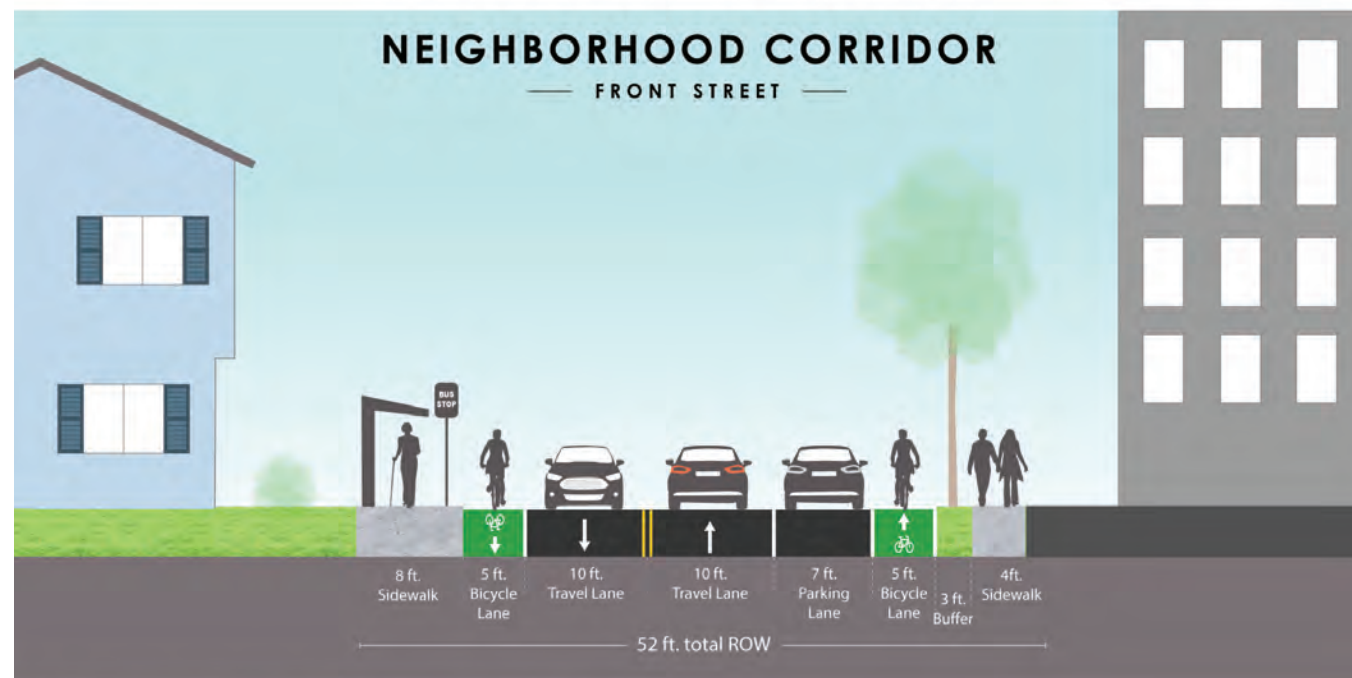 NEIGHBORHOOD CORRIDOR
FRONT STREET
BUS
STOP
8 ft.
Sidewalk
5 ft.
Bicycle
Lane
10 ft.
Travel Lane
10 ft.
Travel Lane
7 ft.
Parking
Lane
5 ft.
Bicycle
Lane
3 ft.
Buffer
4ft.
Sidewalk
52 ft. total ROW